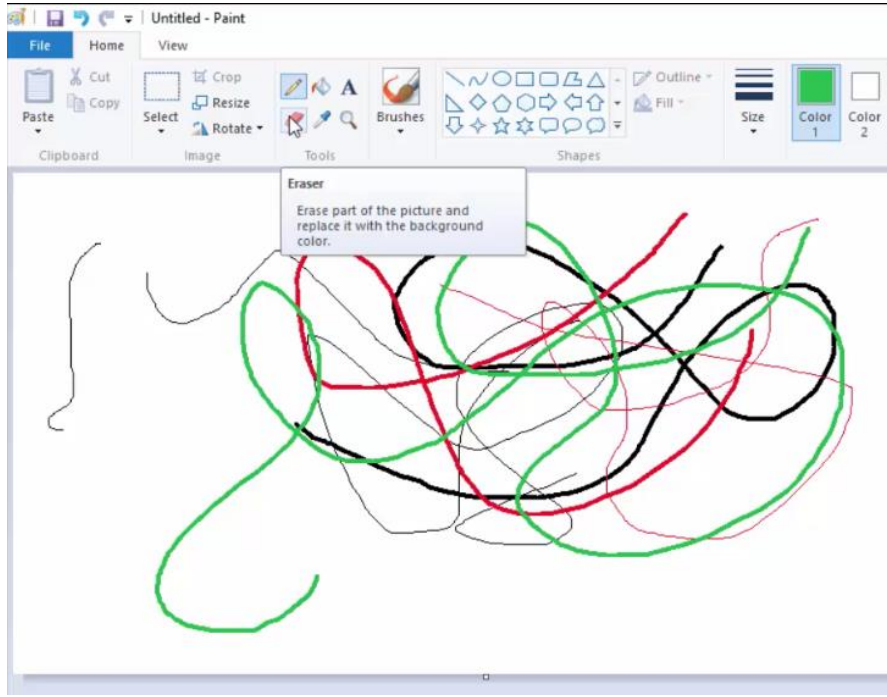 Untitled - Paint
File Home View
Paste
Cut
Copy
Clipboard
Select
Crop
Resize
Rotate
Image
A
Tools
Brushes
Outline
Fill
Shapes
Size
Color 1
Color 2
Eraser
Erase part of the picture and
replace it with the background
color.